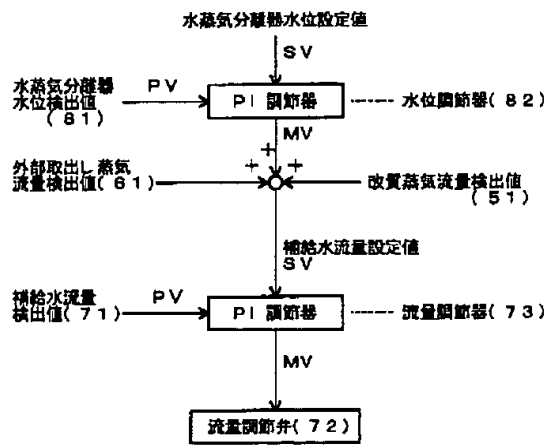 水蒸気分離器水位設定値
SV
水蒸気分離器
水位検出値
(81)
PV
PI 調節器
水位調節器(82)
MV
+
+ +
外部取出し蒸気
流量検出値(61)
改質蒸気流量検出値
(51)
補給水流量設定値
SV
補給水流量
検出値(71)
PV
PI 調節器
流量調節器(73)
MV
流量調節弁(72)